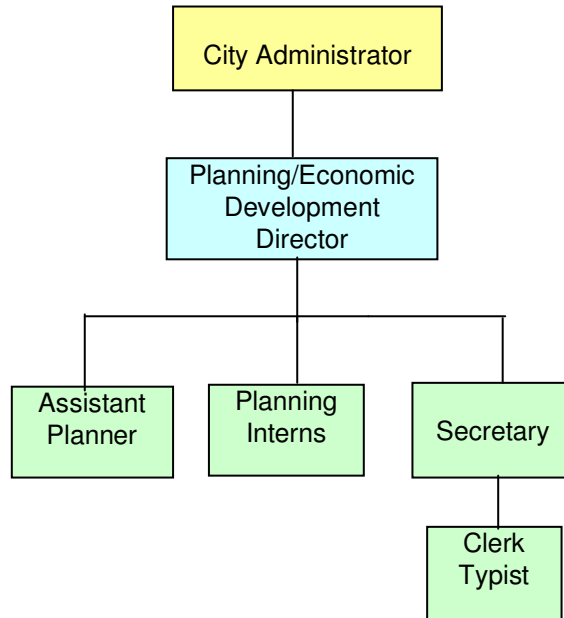 City Administrator
Planning/Economic
Development
Director
Assistant
Planner
Planning
Interns
Secretary
Clerk
Typist